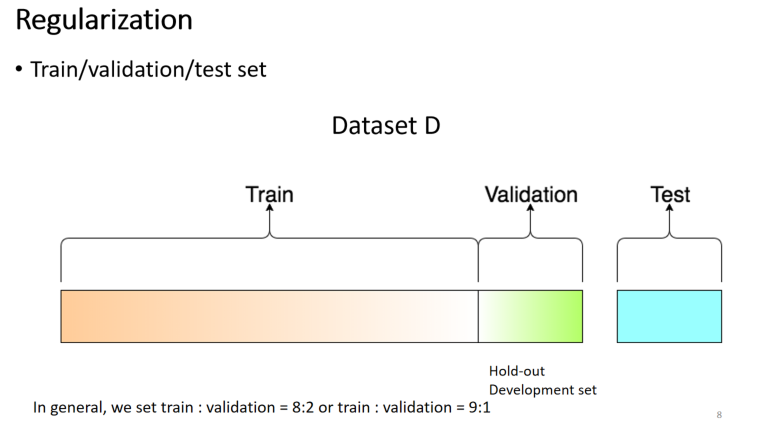 Regularization
• Train/validation/test set
Dataset D
Train Validation Test
Hold-out
Development set
In general, we set train : validation = 8:2 or train : validation = 9:1
8